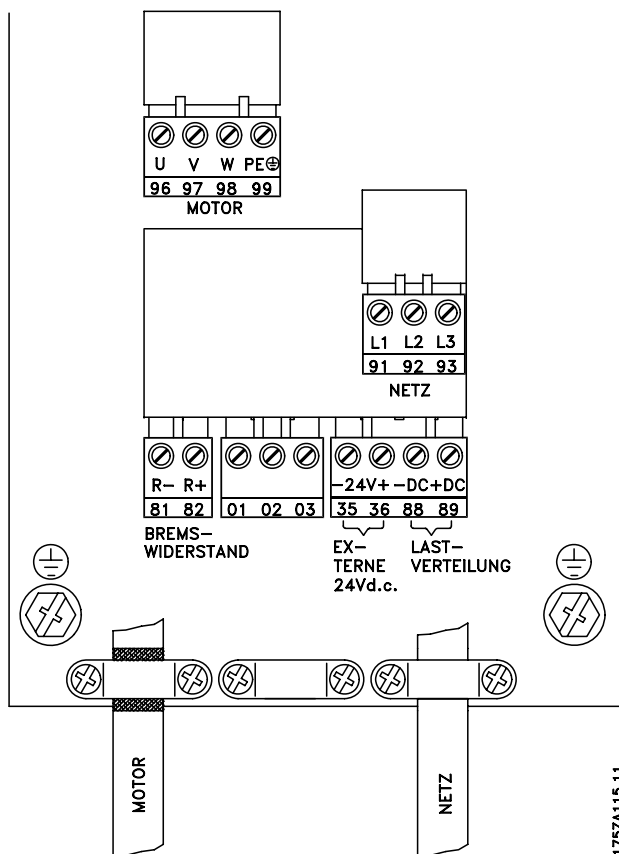 U V W PE
96 97 98 99
MOTOR
L1 L2 L3
91 92 93
NETZ
R− R+ −24V+ −DC+DC
81 82 01 02 03 35 36 88 89
BREMS−
WIDERSTAND
EX−
TERNE
24Vd.c.
LAST−
VERTEILUNG
MOTOR
NETZ
175ZA115.11